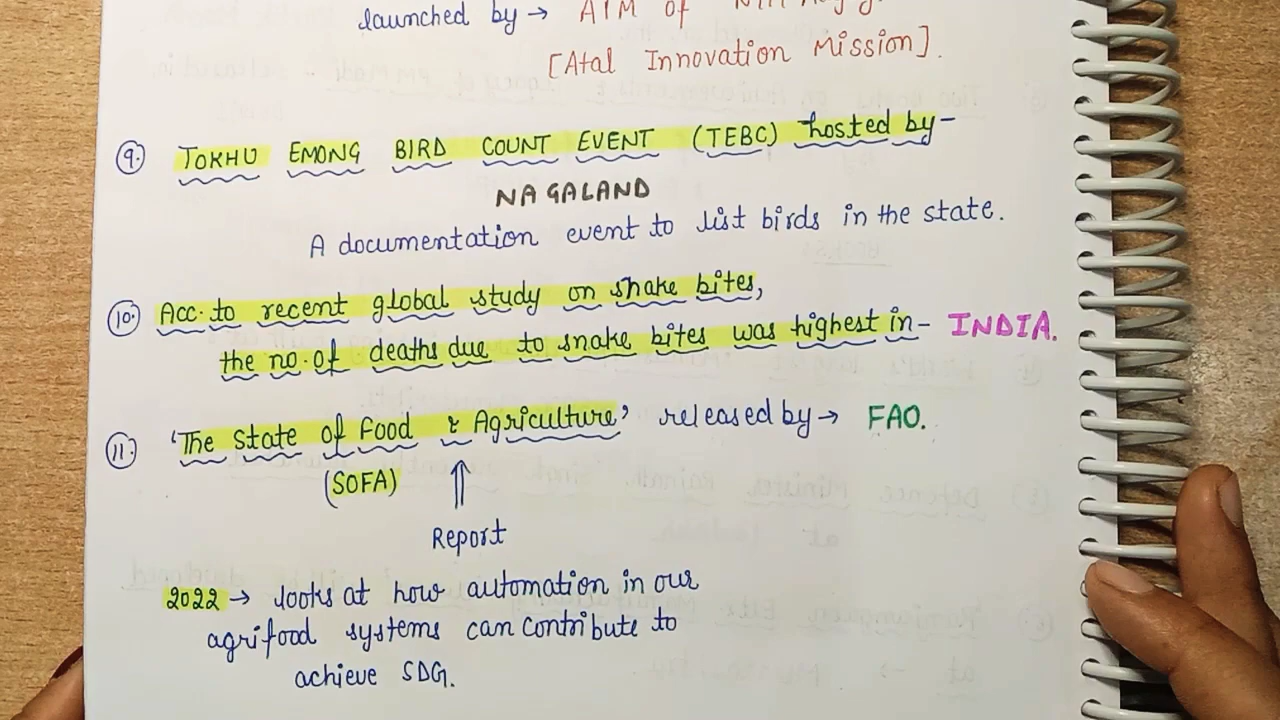 launched by → AIM of
[Atal Innovation Mission].
9. TOKHU EMONG BIRD COUNT EVENT (TEBC) hosted by-
NAGALAND
A documentation event to list birds in the state.
10. Acc. to recent global study on snake bites,
the no. of deaths due to snake bites was highest in- INDIA.
11. 'The State of Food & Agriculture' released by → FAO.
(SOFA)
↑
Report
2022 → looks at how automation in our
agrifood systems can contribute to
achieve SDG.